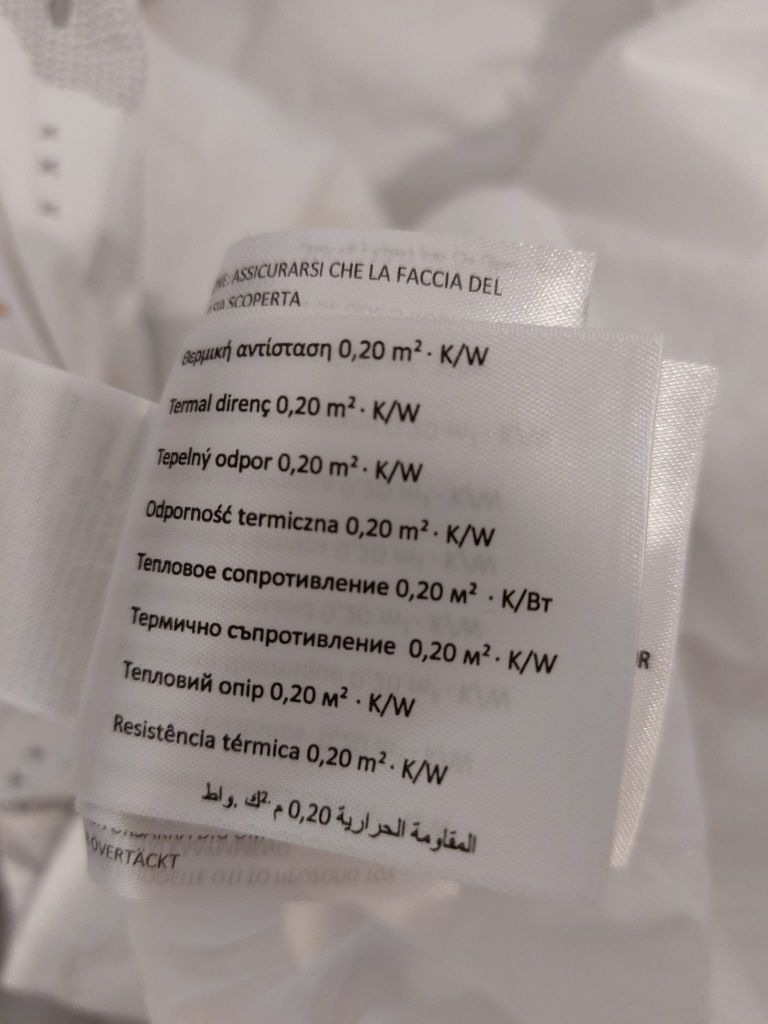 ASSICURARSI CHE LA FACCIA DEL
SCOPERTA
Θερμική αντίσταση 0,20 m²· K/W
Termal direnç 0,20 m²· K/W
Tepelný odpor 0,20 m²· K/W
Odporność termiczna 0,20 m²· K/W
Тепловое сопротивление 0,20 м² · К/Вт
Термично съпротивление 0,20 м²· K/W
Тепловий опір 0,20 м² · K/W
Resistência térmica 0,20 m²· K/W
المقاومة الحرارية 0,20 م²·ك .واط
ÖVERTÄCKT